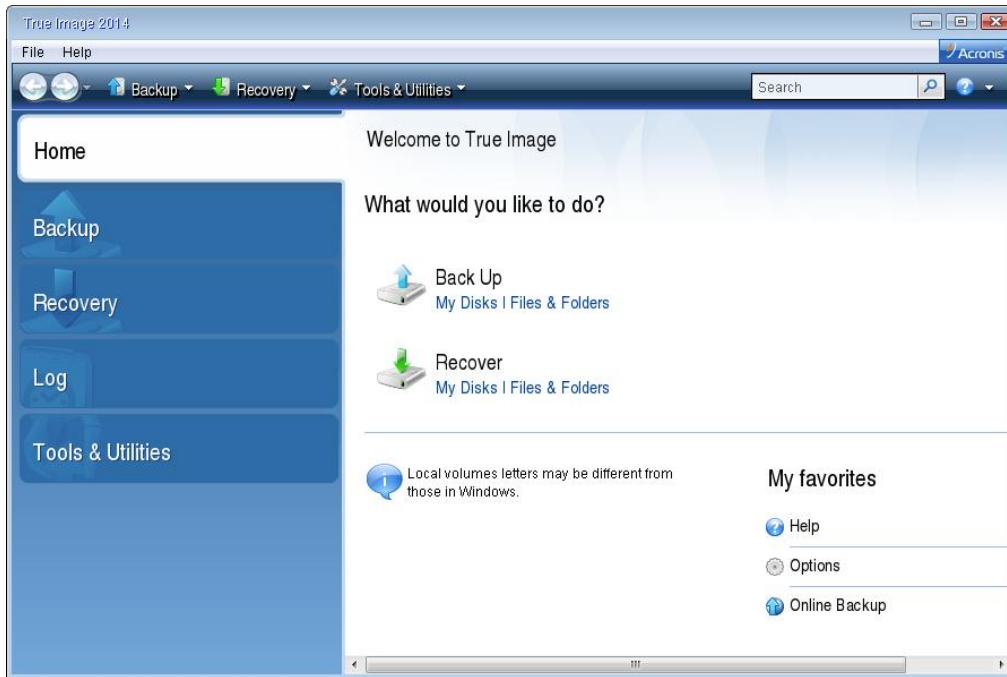 True Image 2014
File Help
Acronis
Backup Recovery Tools & Utilities Search
Home
Backup
Recovery
Log
Tools & Utilities
Welcome to True Image
What would you like to do?
Back Up
My Disks | Files & Folders
Recover
My Disks | Files & Folders
Local volumes letters may be different from
those in Windows.
My favorites
Help
Options
Online Backup